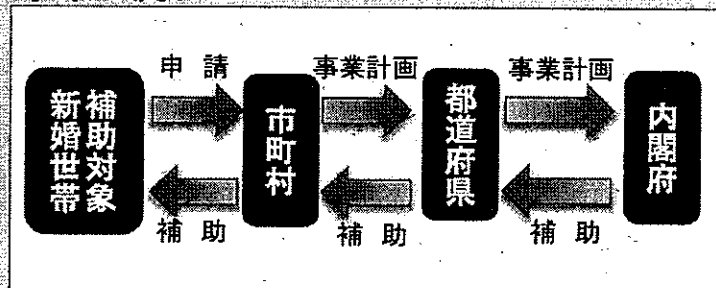 申請
事業計画
事業計画
補助対象
新婚世帯
市町村
都道府県
内閣府
補助
補助
補助